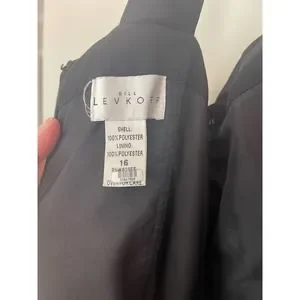 BILL
LEVKOFF
SHELL:
100% POLYESTER
LINING:
100% POLYESTER
16